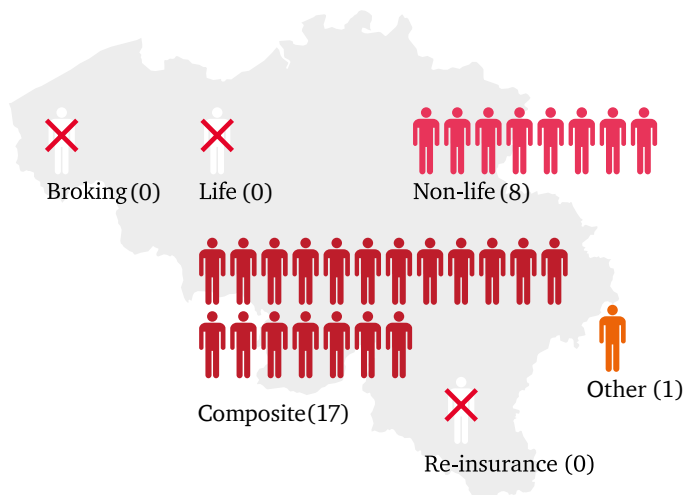 Broking (0)
Life (0)
Non-life (8)
Composite (17)
Other (1)
Re-insurance (0)